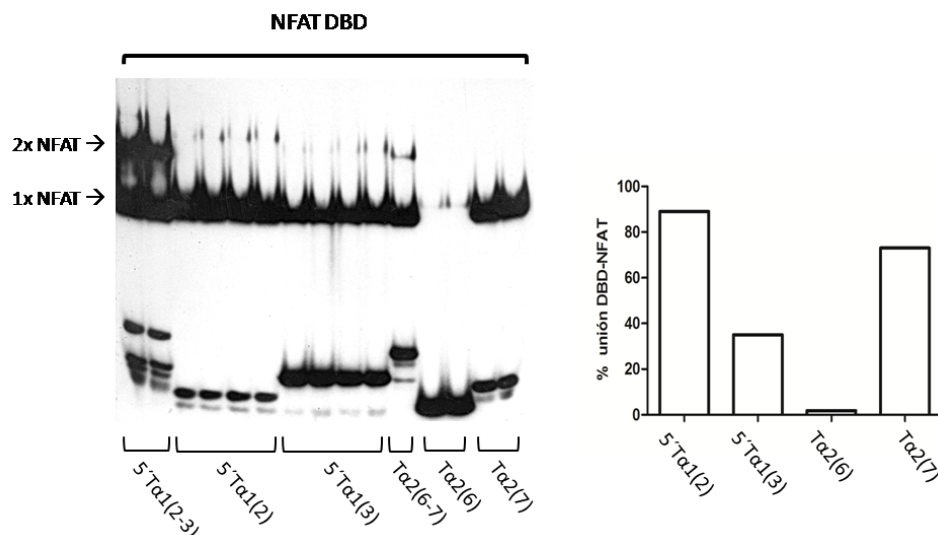 NFAT DBD
2x NFAT →
1x NFAT →
5´Tα1(2-3)
5´Tα1(2)
5´Tα1(3)
Tα2(6-7)
Tα2(6)
Tα2(7)
% unión DBD-NFAT
100
80
60
40
20
0
5´Tα1(2)
5´Tα1(3)
Tα2(6)
Tα2(7)